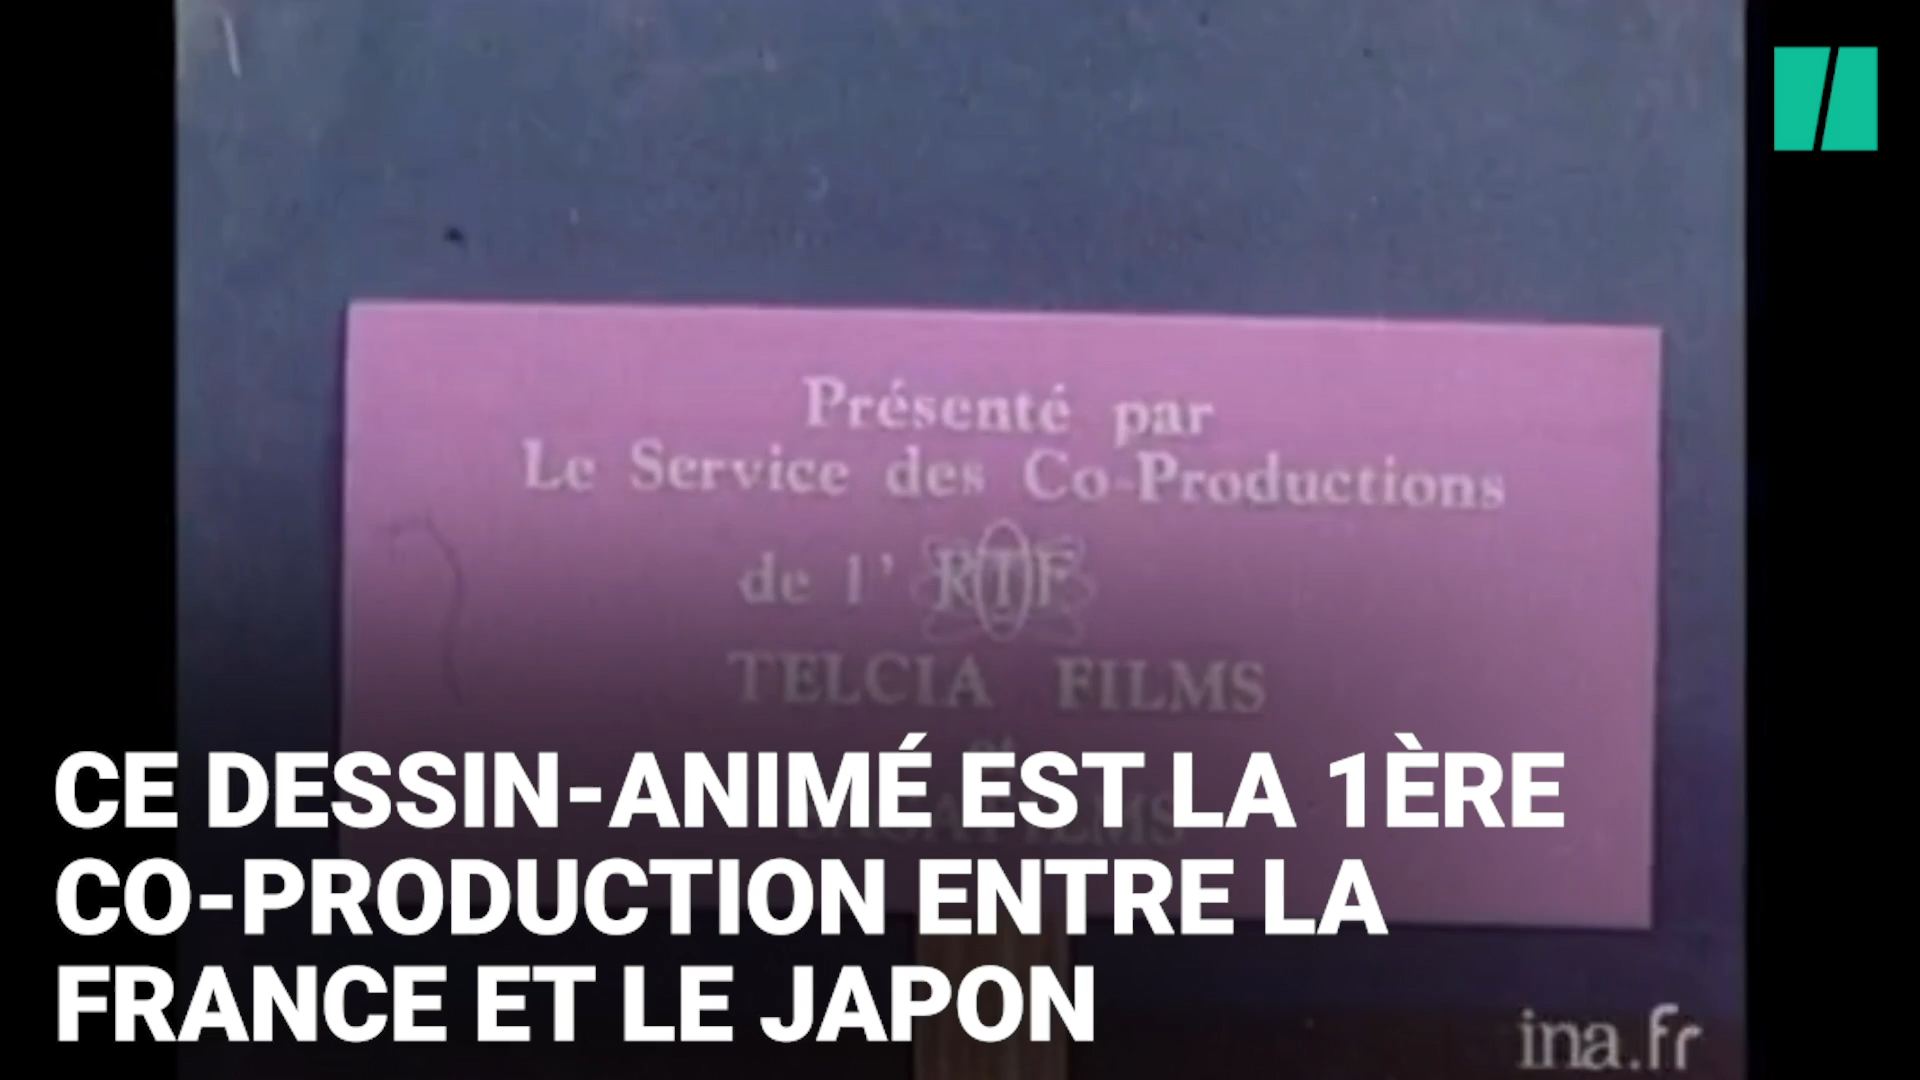 Présenté par
Le Service des Co-Productions
de l' RTF
TELCIA FILMS
CE DESSIN-ANIMÉ EST LA 1ÈRE
CO-PRODUCTION ENTRE LA
FRANCE ET LE JAPON
ina.fr